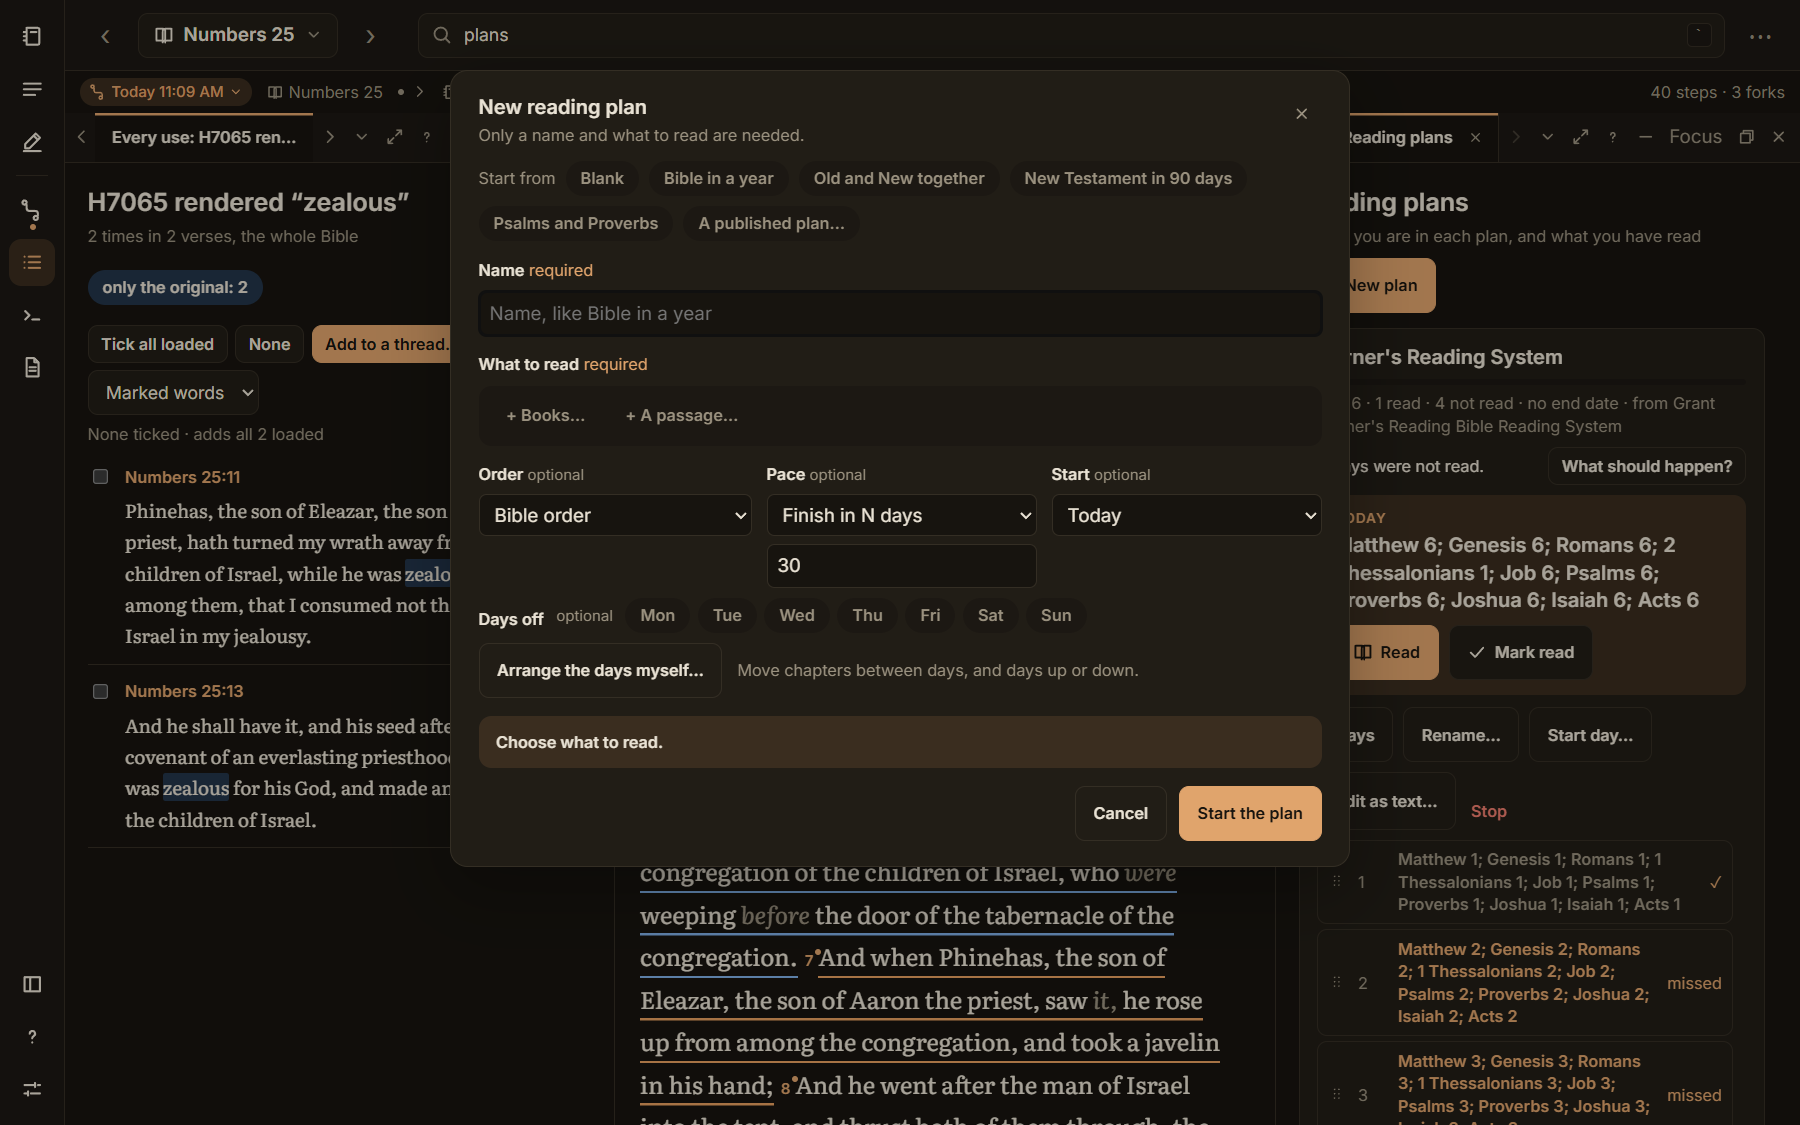 Numbers 25
plans
`
Today 11:09 AM
Numbers 25
40 steps · 3 forks
Every use: H7065 ren...
?
Reading plans
?
Focus
H7065 rendered “zealous”
2 times in 2 verses, the whole Bible
only the original: 2
Tick all loaded
None
Add to a thread.
Marked words
None ticked · adds all 2 loaded
Numbers 25:11
Phinehas, the son of Eleazar, the son
priest, hath turned my wrath away fr
children of Israel, while he was zealo
among them, that I consumed not th
Israel in my jealousy.
Numbers 25:13
And he shall have it, and his seed afte
covenant of an everlasting priesthoo
was zealous for his God, and made an
the children of Israel.
New reading plan
Only a name and what to read are needed.
Start from
Blank
Bible in a year
Old and New together
New Testament in 90 days
Psalms and Proverbs
A published plan...
Name required
Name, like Bible in a year
What to read required
+ Books...
+ A passage...
Order optional
Pace optional
Start optional
Bible order
Finish in N days
Today
30
Days off optional
Mon
Tue
Wed
Thu
Fri
Sat
Sun
Arrange the days myself...
Move chapters between days, and days up or down.
Choose what to read.
Cancel
Start the plan
congregation of the children of Israel, who were
weeping before the door of the tabernacle of the
congregation. 7 And when Phinehas, the son of
Eleazar, the son of Aaron the priest, saw it, he rose
up from among the congregation, and took a javelin
in his hand; 8 And he went after the man of Israel
into the tent, and thrust both of them through, the
ding plans
you are in each plan, and what you have read
New plan
ner's Reading System
6 · 1 read · 4 not read · no end date · from Grant
ner's Reading Bible Reading System
ys were not read.
What should happen?
ODAY
Matthew 6; Genesis 6; Romans 6; 2
hessalonians 1; Job 6; Psalms 6;
roverbs 6; Joshua 6; Isaiah 6; Acts 6
Read
Mark read
ays
Rename...
Start day...
dit as text...
Stop
1
Matthew 1; Genesis 1; Romans 1; 1
Thessalonians 1; Job 1; Psalms 1;
Proverbs 1; Joshua 1; Isaiah 1; Acts 1
2
Matthew 2; Genesis 2; Romans
2; 1 Thessalonians 2; Job 2;
Psalms 2; Proverbs 2; Joshua 2;
Isaiah 2; Acts 2
missed
3
Matthew 3; Genesis 3; Romans
3; 1 Thessalonians 3; Job 3;
Psalms 3; Proverbs 3; Joshua 3;
missed
?